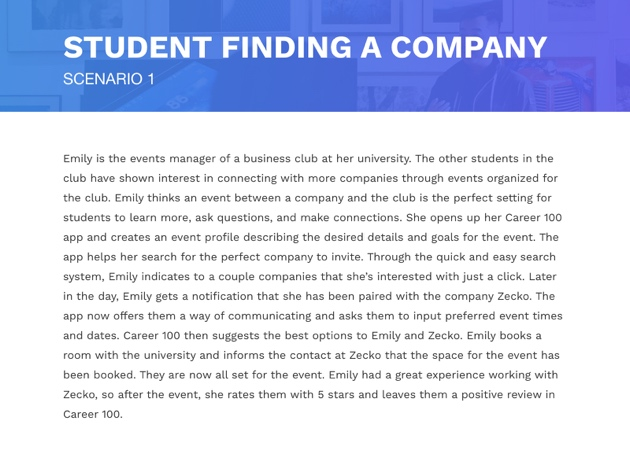 STUDENT FINDING A COMPANY
SCENARIO 1
Emily is the events manager of a business club at her university. The other students in the
club have shown interest in connecting with more companies through events organized for
the club. Emily thinks an event between a company and the club is the perfect setting for
students to learn more, ask questions, and make connections. She opens up her Career 100
app and creates an event profile describing the desired details and goals for the event. The
app helps her search for the perfect company to invite. Through the quick and easy search
system, Emily indicates to a couple companies that she's interested with just a click. Later
in the day, Emily gets a notification that she has been paired with the company Zecko. The
app now offers them a way of communicating and asks them to input preferred event times
and dates. Career 100 then suggests the best options to Emily and Zecko. Emily books a
room with the university and informs the contact at Zecko that the space for the event has
been booked. They are now all set for the event. Emily had a great experience working with
Zecko, so after the event, she rates them with 5 stars and leaves them a positive review in
Career 100.